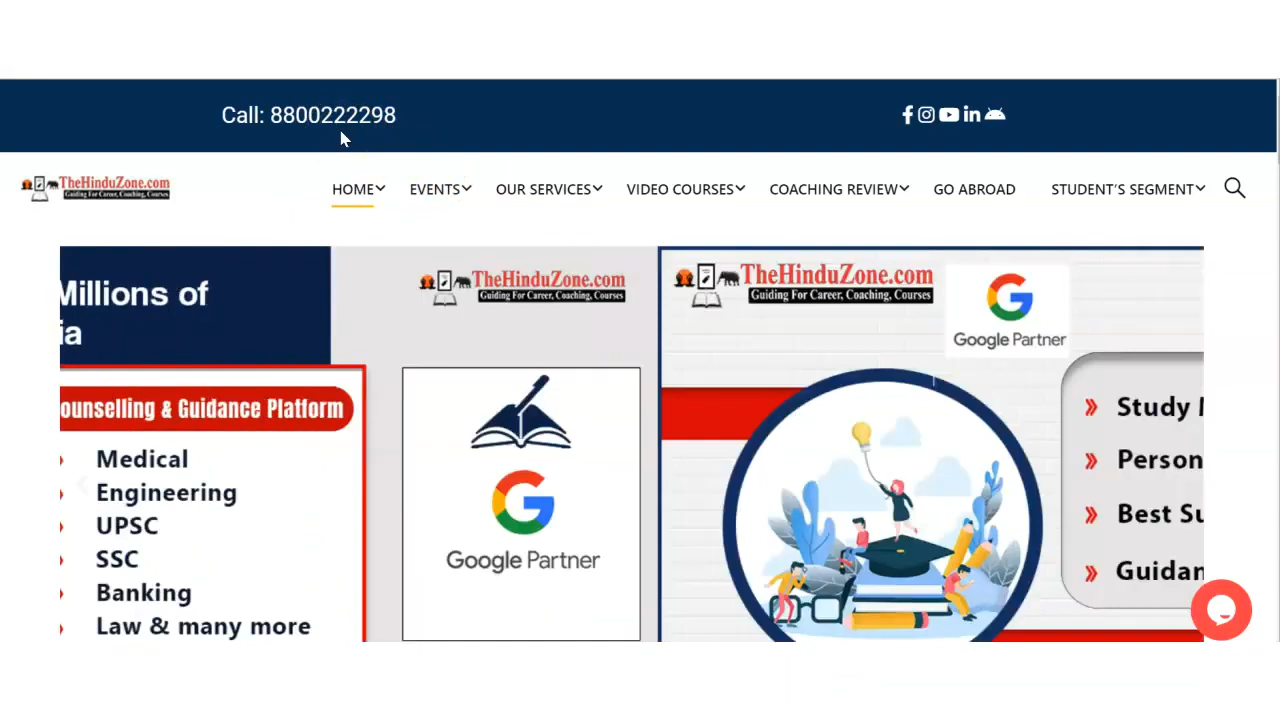 Call: 8800222298
TheHinduZone.com
Guiding For Career, Coaching, Courses
HOME EVENTS OUR SERVICES VIDEO COURSES COACHING REVIEW GO ABROAD STUDENT'S SEGMENT
Millions of
ia
ounselling & Guidance Platform
Medical
Engineering
UPSC
SSC
Banking
Law & many more
TheHinduZone.com
Guiding For Career, Coaching, Courses
Google Partner
TheHinduZone.com
Guiding For Career, Coaching, Courses
Google Partner
Study
Person
Best Su
Guidan